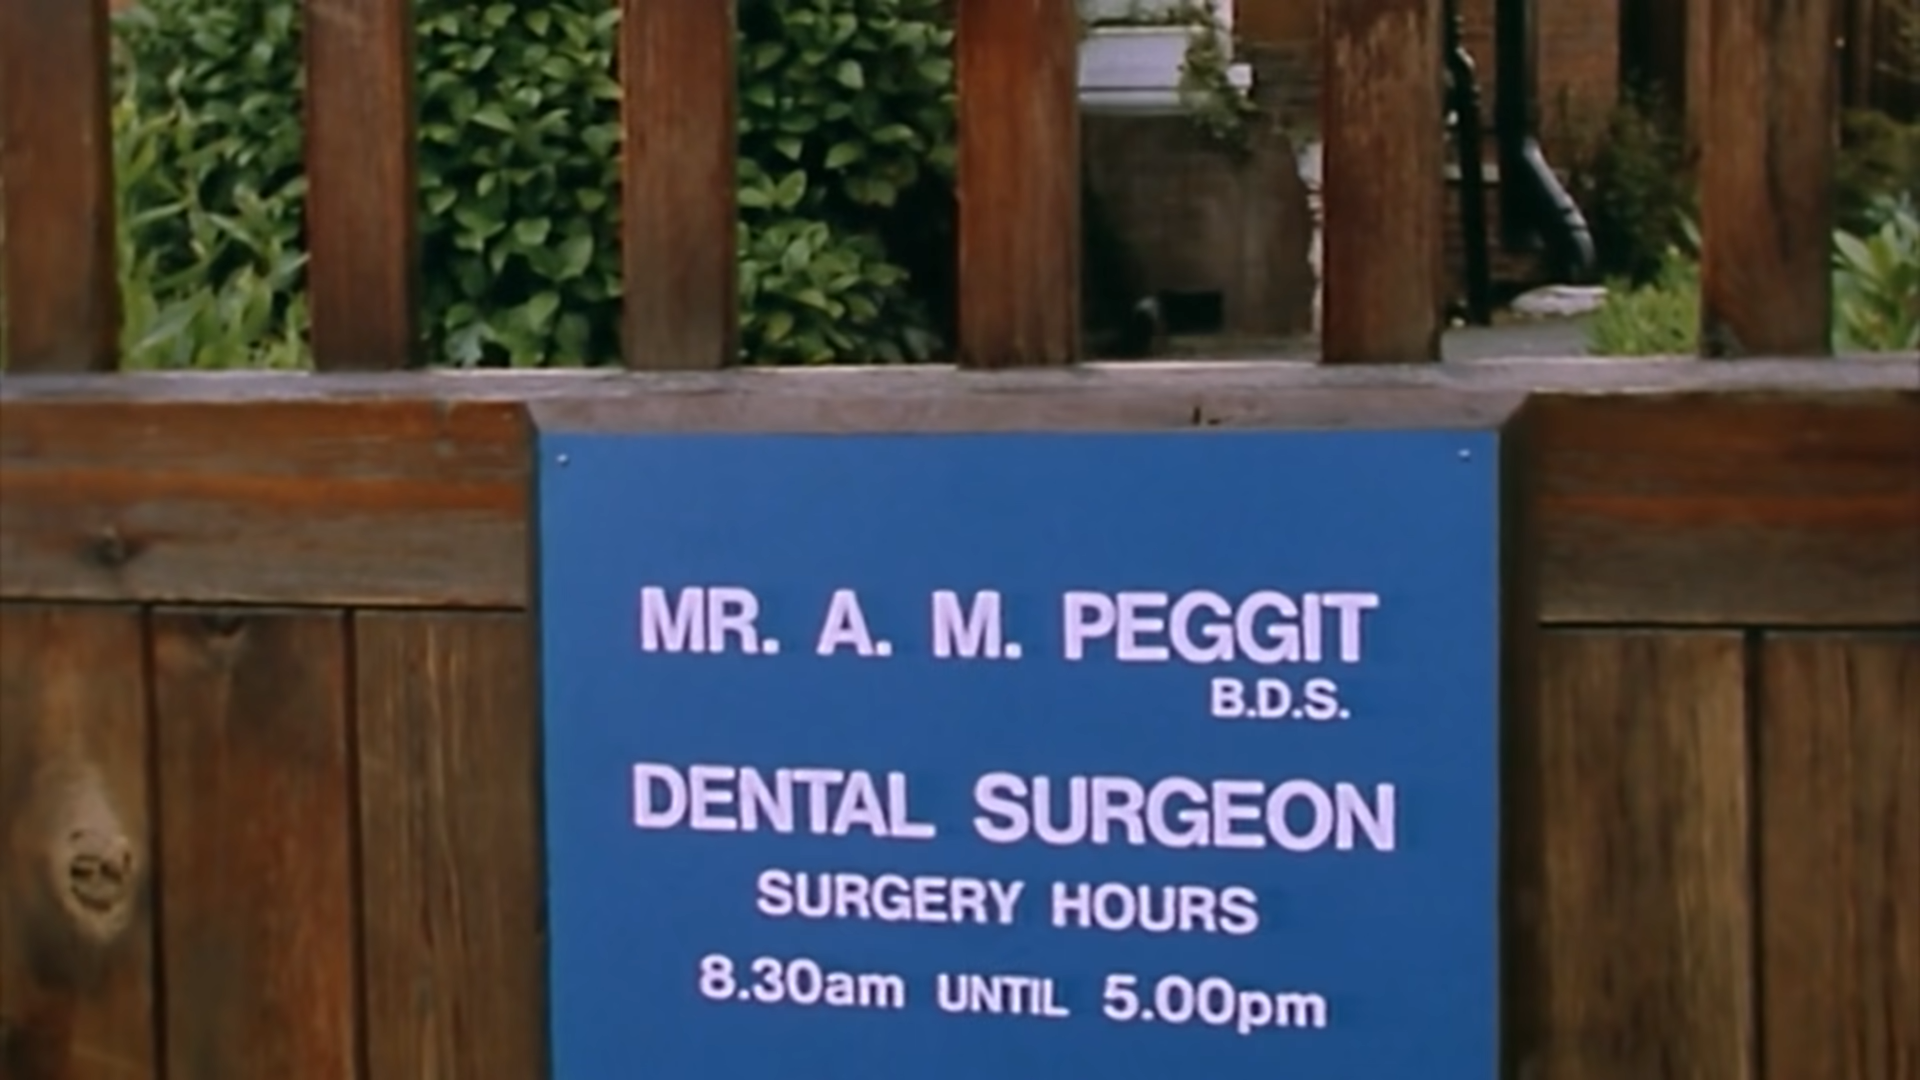 MR. A. M. PEGGIT
B.D.S.
DENTAL SURGEON
SURGERY HOURS
8.30am UNTIL 5.00pm